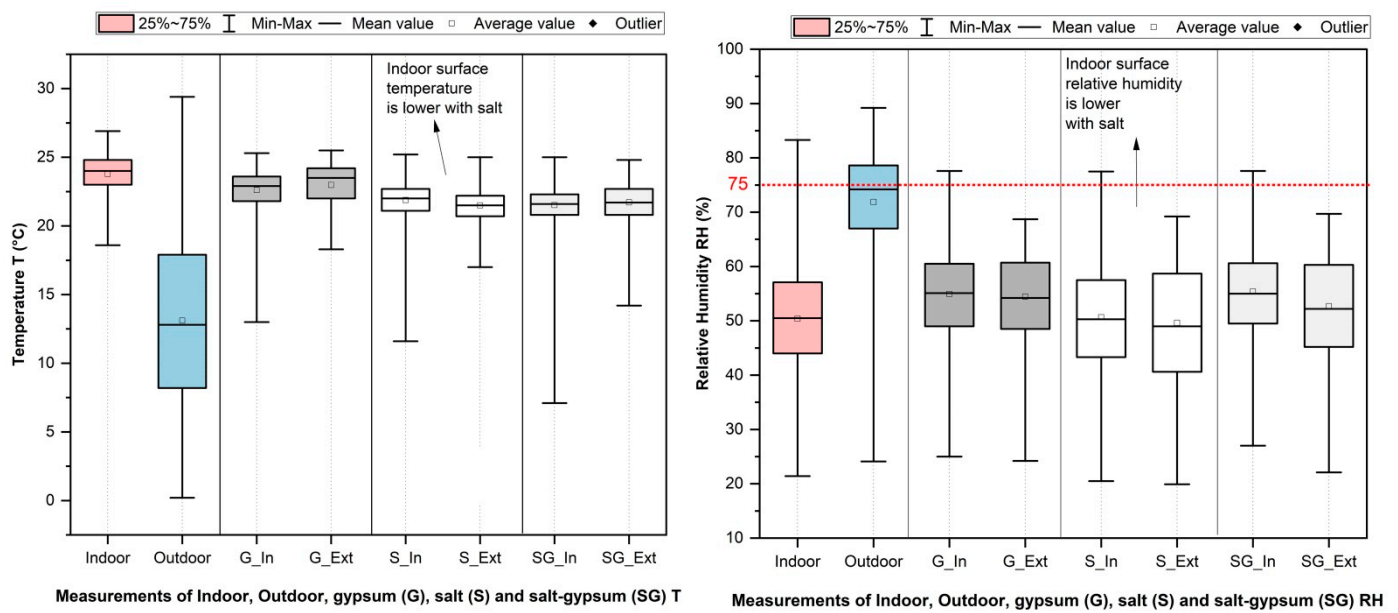 25%~75% Min-Max Mean value Average value Outlier
Indoor surface
temperature
is lower with salt
30
25
20
15
10
5
0
Temperature T (°C)
Indoor Outdoor G_In G_Ext S_In S_Ext SG_In SG_Ext
Measurements of Indoor, Outdoor, gypsum (G), salt (S) and salt-gypsum (SG) T
25%~75% Min-Max Mean value Average value Outlier
Indoor surface
relative humidity
is lower
with salt
100
90
80
75
70
60
50
40
30
20
10
Relative Humidity RH (%)
Indoor Outdoor G_In G_Ext S_In S_Ext SG_In SG_Ext
Measurements of Indoor, Outdoor, gypsum (G), salt (S) and salt-gypsum (SG) RH